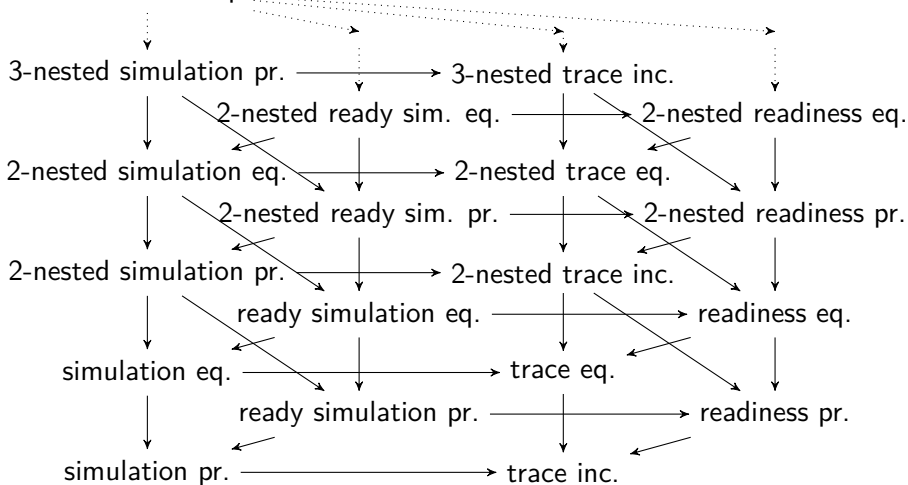 3-nested simulation pr.
3-nested trace inc.
2-nested ready sim. eq.
2-nested readiness eq.
2-nested simulation eq.
2-nested trace eq.
2-nested ready sim. pr.
2-nested readiness pr.
2-nested simulation pr.
2-nested trace inc.
ready simulation eq.
readiness eq.
simulation eq.
trace eq.
ready simulation pr.
readiness pr.
simulation pr.
trace inc.